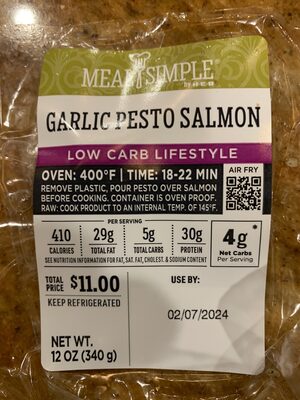 MEAL SIMPLE®
BY H-E-B
GARLIC PESTO SALMON
LOW CARB LIFESTYLE
OVEN: 400°F | TIME: 18-22 MIN
REMOVE PLASTIC, POUR PESTO OVER SALMON
BEFORE COOKING. CONTAINER IS OVEN PROOF.
RAW: COOK PRODUCT TO AN INTERNAL TEMP. OF 145°F.
AIR FRY
PER SERVING
410 29g 5g 30g
CALORIES TOTAL FAT TOTAL CARBS PROTEIN
SEE NUTRITION INFORMATION FOR FAT, SAT. FAT, CHOLEST. & SODIUM CONTENT
4g*
Net Carbs
Per Serving
TOTAL PRICE $11.00
KEEP REFRIGERATED
USE BY:
02/07/2024
NET WT.
12 OZ (340 g)